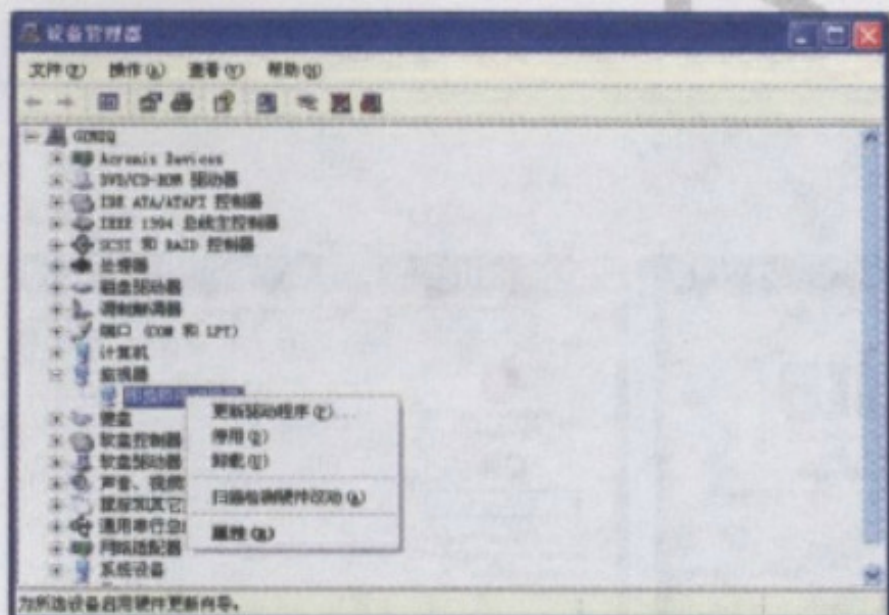 设备管理器
文件(F) 操作(A) 查看(V) 帮助(H)
Acronis Devices
DVD/CD-ROM 驱动器
IDE ATA/ATAPI 控制器
IEEE 1394 总线主控制器
SCSI 和 RAID 控制器
处理器
磁盘驱动器
调制解调器
端口 (COM 和 LPT)
计算机
监视器
更新驱动程序(P)...
键盘
停用(D)
软盘控制器
卸载(U)
软盘驱动器
声音、视频
扫描检测硬件改动(A)
鼠标和其它
通用串行总
属性(R)
网络适配器
系统设备
为所选设备启用硬件更新向导。